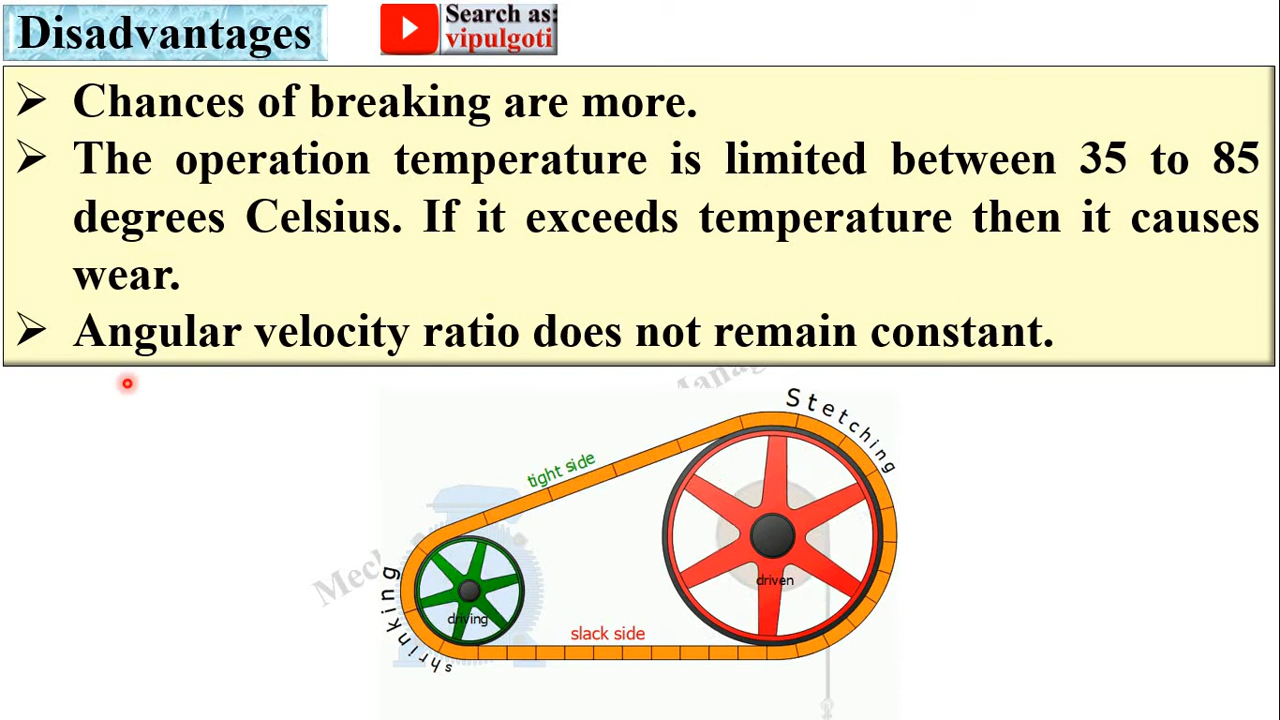 Disadvantages
Search as:
vipulgoti
➢ Chances of breaking are more.
➢ The operation temperature is limited between 35 to 85
degrees Celsius. If it exceeds temperature then it causes
wear.
➢ Angular velocity ratio does not remain constant.
Stetching
tight side
driven
driving
shrinking
slack side